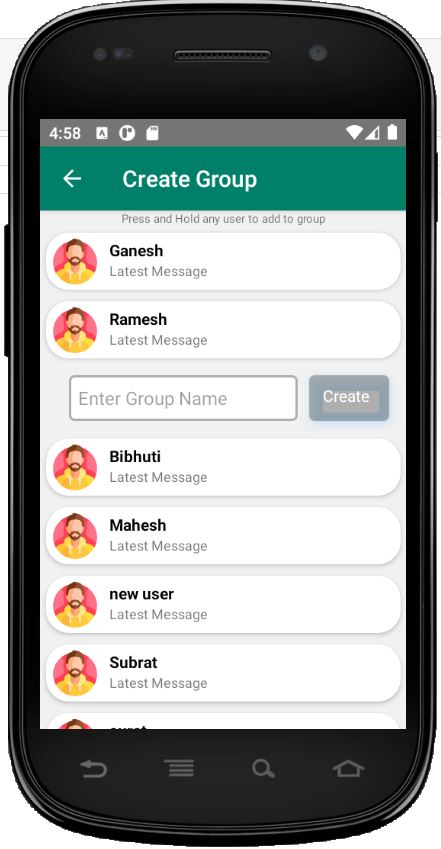 4:58
Create Group
Press and Hold any user to add to group
Ganesh
Latest Message
Ramesh
Latest Message
Enter Group Name
Create
Bibhuti
Latest Message
Mahesh
Latest Message
new user
Latest Message
Subrat
Latest Message